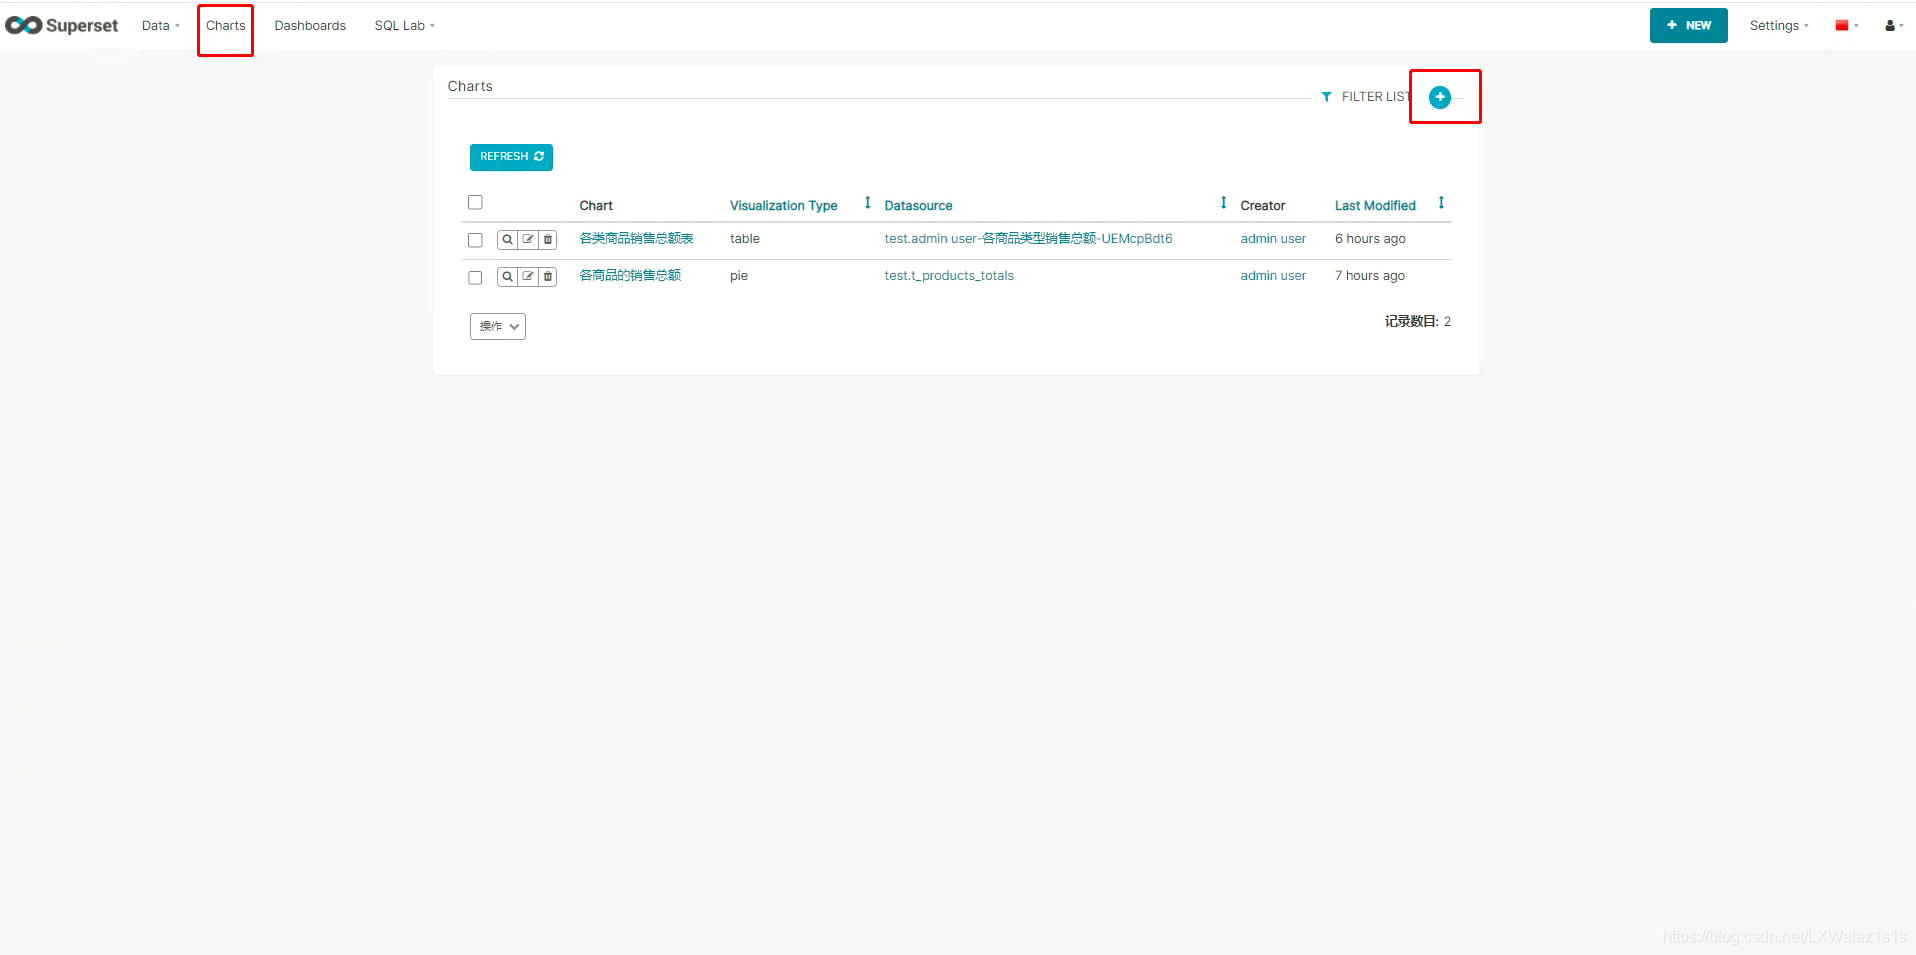 Superset Data Charts Dashboards SQL Lab NEW Settings
Charts
FILTER LIST
REFRESH
Chart Visualization Type Datasource Creator Last Modified
各类商品销售总额表 table test.admin user-各商品类型销售总额-UEMcpBdt6 admin user 6 hours ago
各商品的销售总额 pie test.t_products_totals admin user 7 hours ago
操作
记录数目: 2
https://blog.csdn.net/LXWalaz1s1s